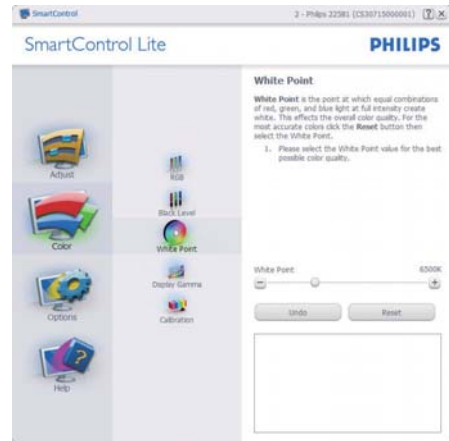 SmartControl
2 - Philips 225B1 (CS30715000001)
SmartControl Lite
PHILIPS
Adjust
Color
Options
Help
RGB
Black Level
White Point
Display Gamma
Calibration
White Point
White Point is the point at which equal combinations
of red, green, and blue light at full intensity create
white. This effects the overall color quality. For the
most accurate colors click the Reset button then
select the White Point.
1. Please select the White Point value for the best
possible color quality.
White Point 6500K
Undo Reset